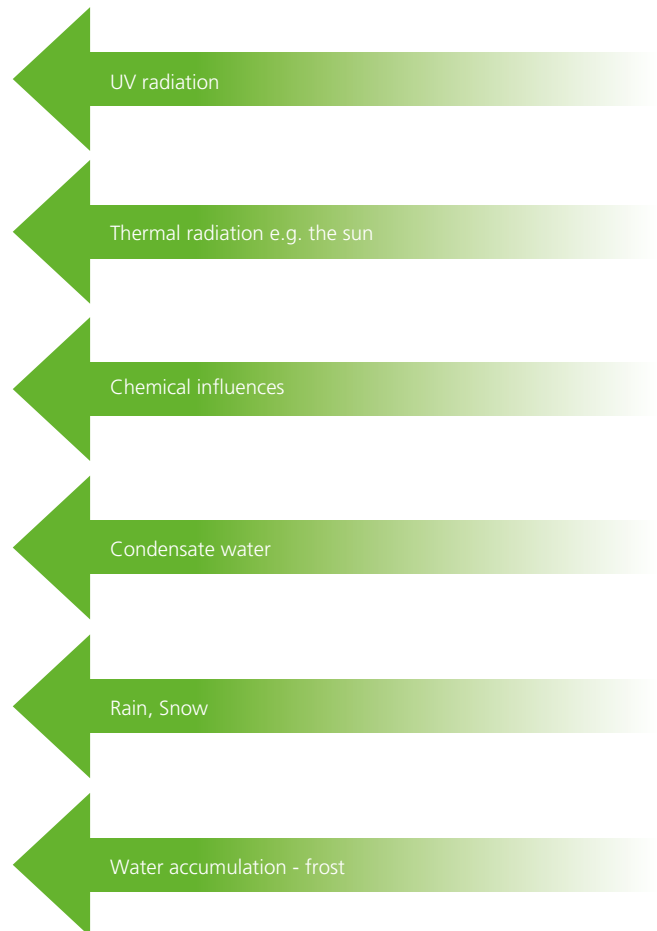 UV radiation
Thermal radiation e.g. the sun
Chemical influences
Condensate water
Rain, Snow
Water accumulation - frost